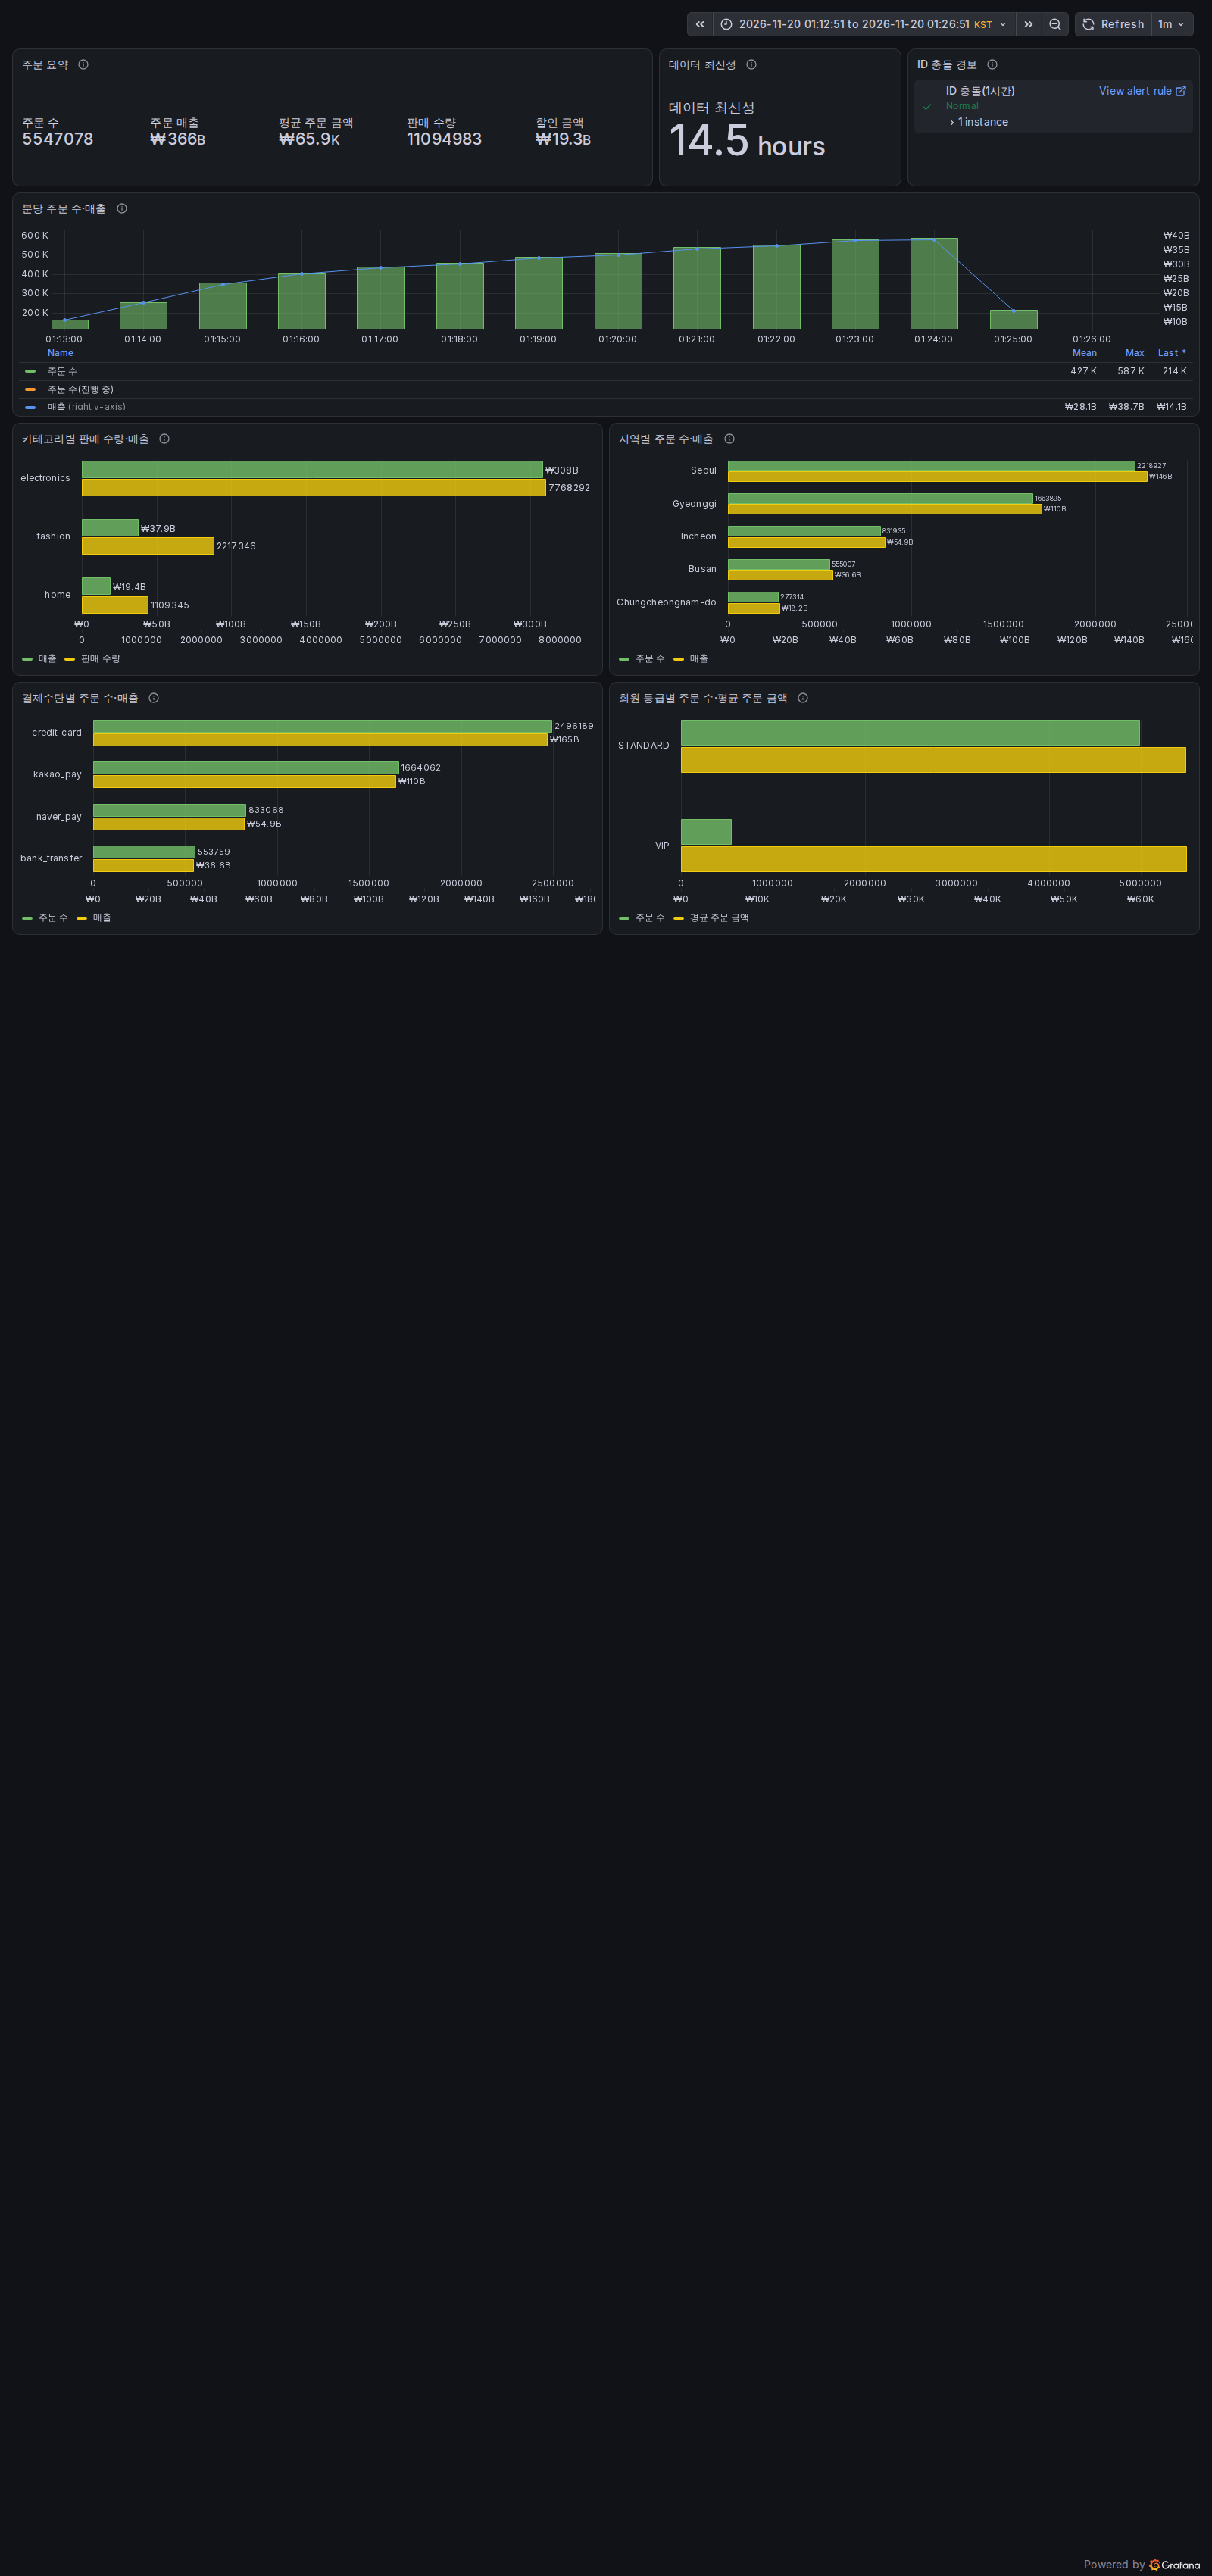 2026-11-20 01:12:51 to 2026-11-20 01:26:51 KST Refresh 1m
주문 요약
주문 수 주문 매출 평균 주문 금액 판매 수량 할인 금액
5547078 ₩366B ₩65.9K 11094983 ₩19.3B
데이터 최신성
데이터 최신성
14.5 hours
ID 충돌 경보
ID 충돌(1시간) View alert rule
Normal
1 instance
분당 주문 수·매출
600 K ₩40B
₩35B
500 K
₩30B
400 K ₩25B
300 K ₩20B
200 K ₩15B
₩10B
01:13:00 01:14:00 01:15:00 01:16:00 01:17:00 01:18:00 01:19:00 01:20:00 01:21:00 01:22:00 01:23:00 01:24:00 01:25:00 01:26:00
Name Mean Max Last *
주문 수 427 K 587 K 214 K
주문 수(진행 중)
매출 (right y-axis) ₩28.1B ₩38.7B ₩14.1B
카테고리별 판매 수량·매출
electronics ₩308B
7768292
fashion ₩37.9B
2217346
home ₩19.4B
1109345
₩0 ₩50B ₩100B ₩150B ₩200B ₩250B ₩300B
0 1000000 2000000 3000000 4000000 5000000 6000000 7000000 8000000
매출 판매 수량
지역별 주문 수·매출
Seoul 2218927
₩146B
Gyeonggi 1663895
₩110B
Incheon 831935
₩54.9B
Busan 555007
₩36.6B
Chungcheongnam-do 277314
₩18.2B
0 500000 1000000 1500000 2000000 25000
₩0 ₩20B ₩40B ₩60B ₩80B ₩100B ₩120B ₩140B ₩160
주문 수 매출
결제수단별 주문 수·매출
credit_card 2496189
₩165B
kakao_pay 1664062
₩110B
naver_pay 833068
₩54.9B
bank_transfer 553759
₩36.6B
0 500000 1000000 1500000 2000000 2500000
₩0 ₩20B ₩40B ₩60B ₩80B ₩100B ₩120B ₩140B ₩160B ₩180
주문 수 매출
회원 등급별 주문 수·평균 주문 금액
STANDARD
VIP
0 1000000 2000000 3000000 4000000 5000000
₩0 ₩10K ₩20K ₩30K ₩40K ₩50K ₩60K
주문 수 평균 주문 금액
Powered by Grafana